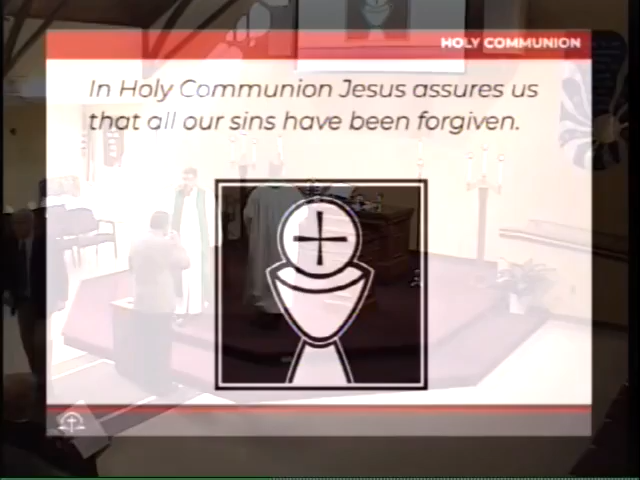 HOLY COMMUNION
In Holy Communion Jesus assures us
that all our sins have been forgiven.